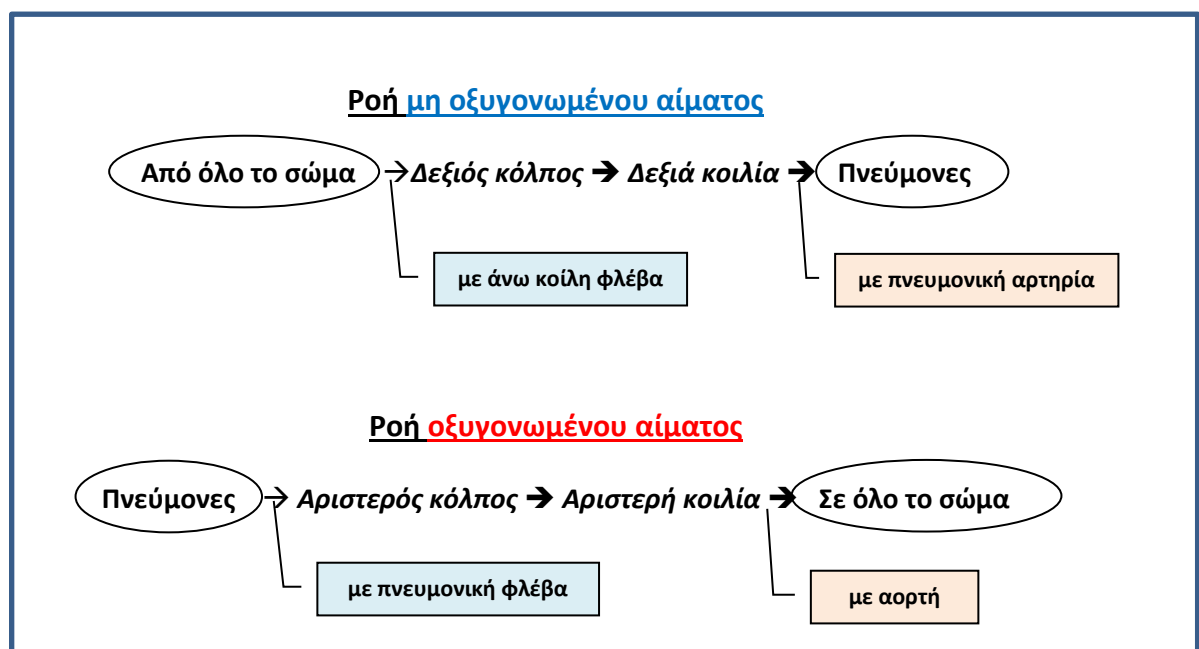 Ροή μη οξυγονωμένου αίματος
Από όλο το σώμα → Δεξιός κόλπος ➔ Δεξιά κοιλία ➔ Πνεύμονες
με άνω κοίλη φλέβα
με πνευμονική αρτηρία
Ροή οξυγονωμένου αίματος
Πνεύμονες → Αριστερός κόλπος ➔ Αριστερή κοιλία ➔ Σε όλο το σώμα
με πνευμονική φλέβα
με αορτή